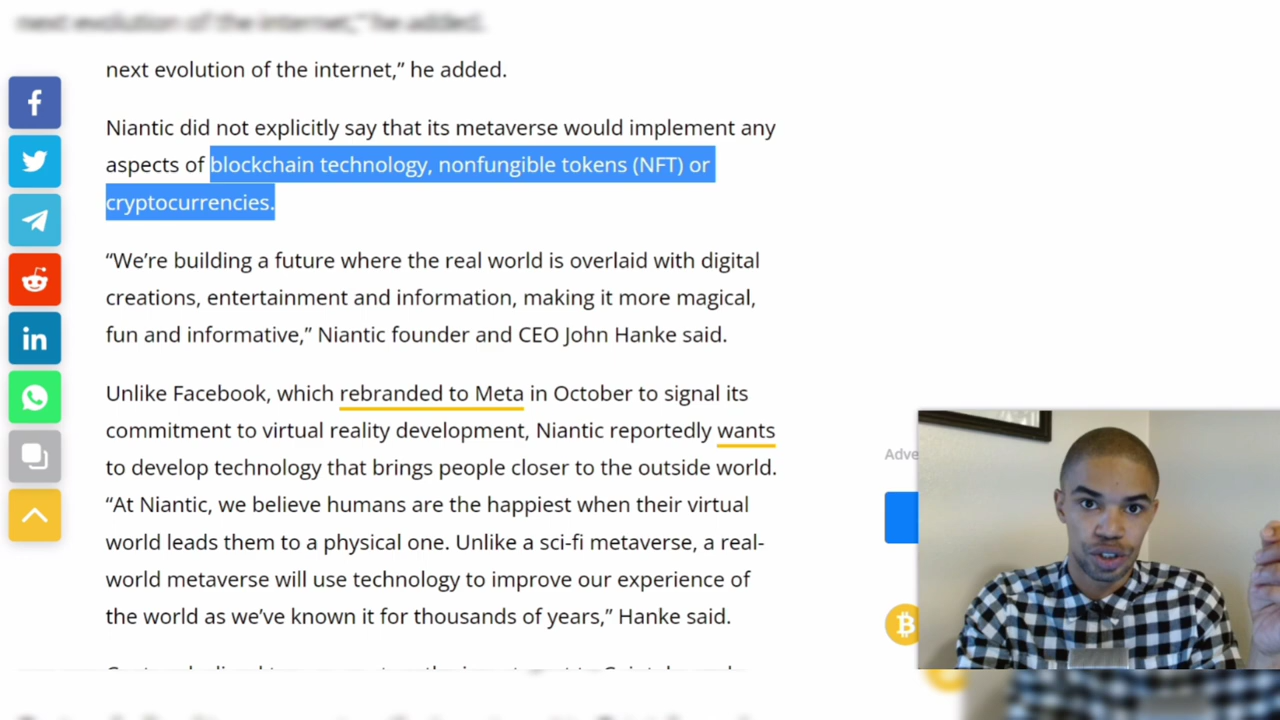 next evolution of the internet,” he added.
next evolution of the internet,” he added.
Niantic did not explicitly say that its metaverse would implement any
aspects of blockchain technology, nonfungible tokens (NFT) or
cryptocurrencies.
“We’re building a future where the real world is overlaid with digital
creations, entertainment and information, making it more magical,
fun and informative,” Niantic founder and CEO John Hanke said.
Unlike Facebook, which rebranded to Meta in October to signal its
commitment to virtual reality development, Niantic reportedly wants
to develop technology that brings people closer to the outside world.
“At Niantic, we believe humans are the happiest when their virtual
world leads them to a physical one. Unlike a sci-fi metaverse, a real-
world metaverse will use technology to improve our experience of
the world as we’ve known it for thousands of years,” Hanke said.
Adve